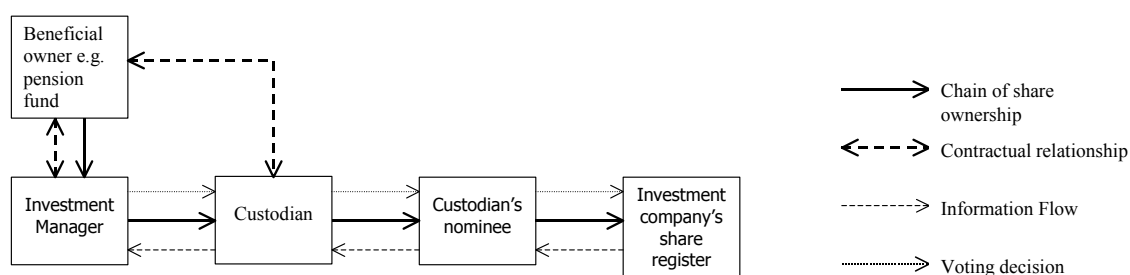 Beneficial
owner e.g.
pension
fund
Investment
Manager
Custodian
Custodian's
nominee
Investment
company's
share
register
Chain of share
ownership
Contractual relationship
Information Flow
Voting decision